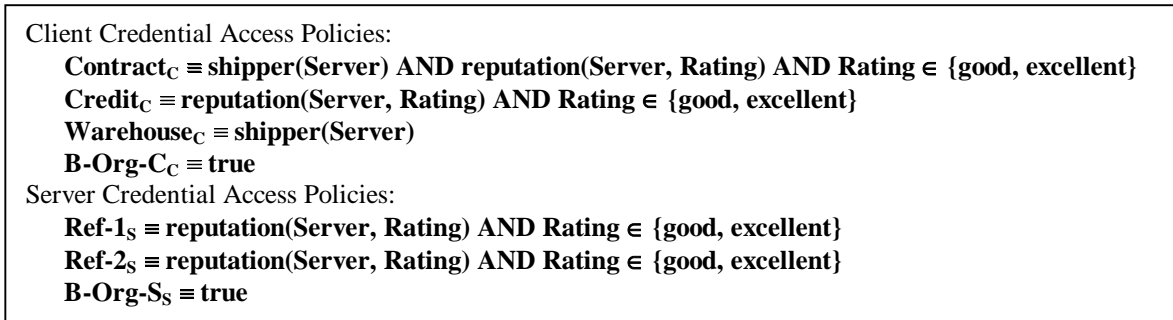 Client Credential Access Policies:
Contract_C ≡ shipper(Server) AND reputation(Server, Rating) AND Rating ∈ {good, excellent}
Credit_C ≡ reputation(Server, Rating) AND Rating ∈ {good, excellent}
Warehouse_C ≡ shipper(Server)
B-Org-C_C ≡ true
Server Credential Access Policies:
Ref-1_S ≡ reputation(Server, Rating) AND Rating ∈ {good, excellent}
Ref-2_S ≡ reputation(Server, Rating) AND Rating ∈ {good, excellent}
B-Org-S_S ≡ true